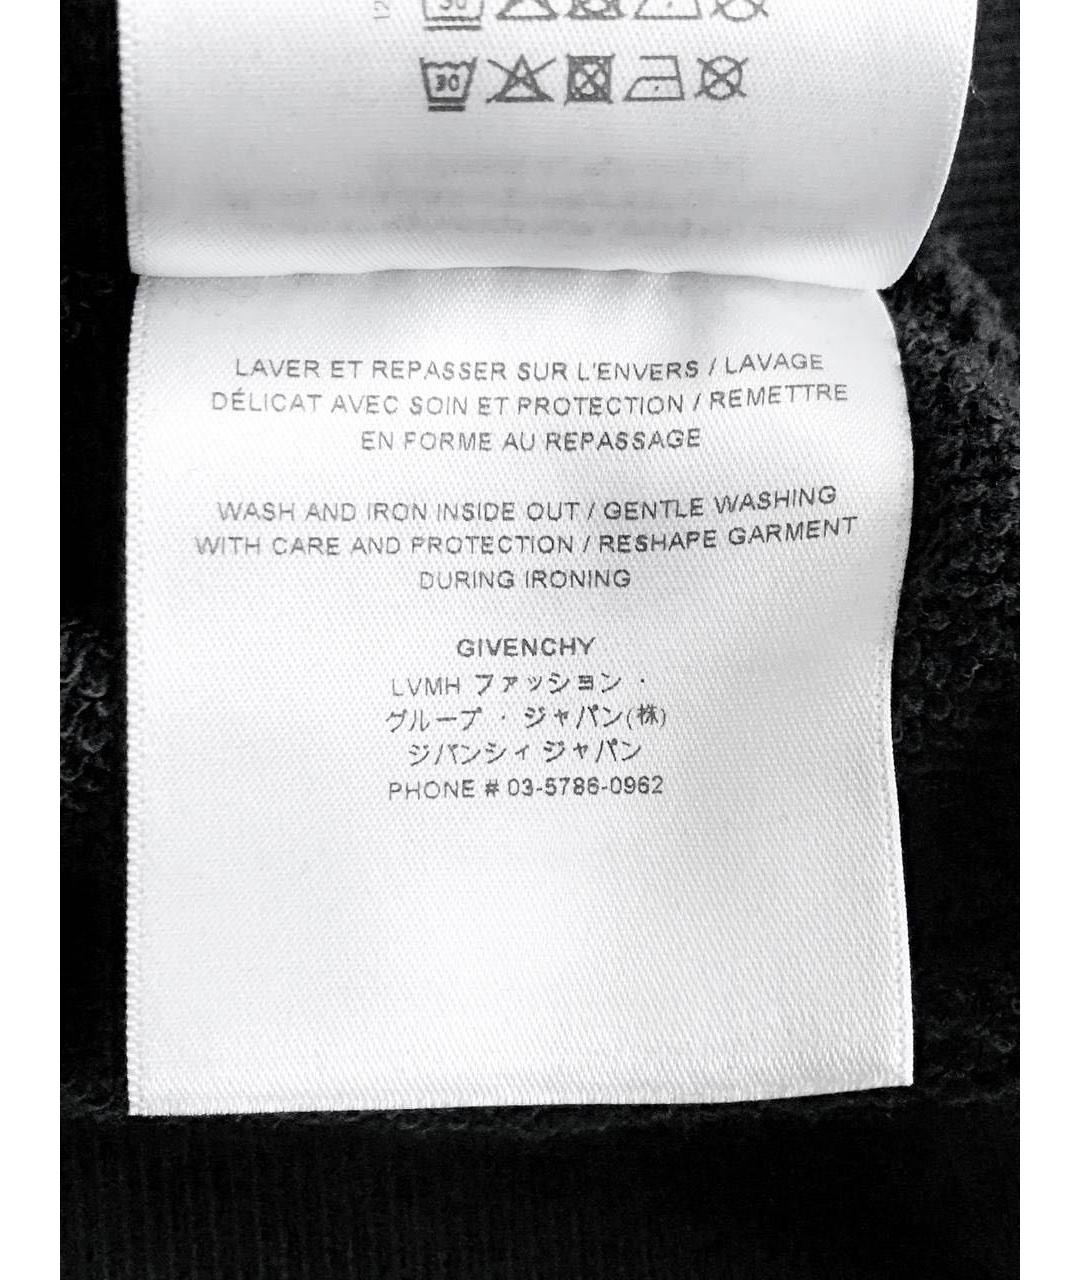 12
30
30
LAVER ET REPASSER SUR L'ENVERS / LAVAGE
DÉLICAT AVEC SOIN ET PROTECTION / REMETTRE
EN FORME AU REPASSAGE
WASH AND IRON INSIDE OUT / GENTLE WASHING
WITH CARE AND PROTECTION / RESHAPE GARMENT
DURING IRONING
GIVENCHY
LVMH ファッション ・
グループ ・ ジャパン(株)
ジバンシィ ジャパン
PHONE # 03-5786-0962